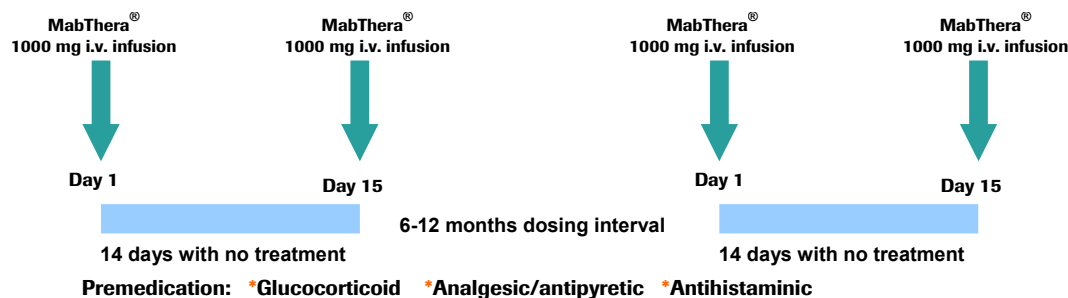 MabThera® MabThera® MabThera® MabThera®
1000 mg i.v. infusion 1000 mg i.v. infusion 1000 mg i.v. infusion 1000 mg i.v. infusion
Day 1 Day 15 Day 1 Day 15
6-12 months dosing interval
14 days with no treatment 14 days with no treatment
Premedication: *Glucocorticoid *Analgesic/antipyretic *Antihistaminic